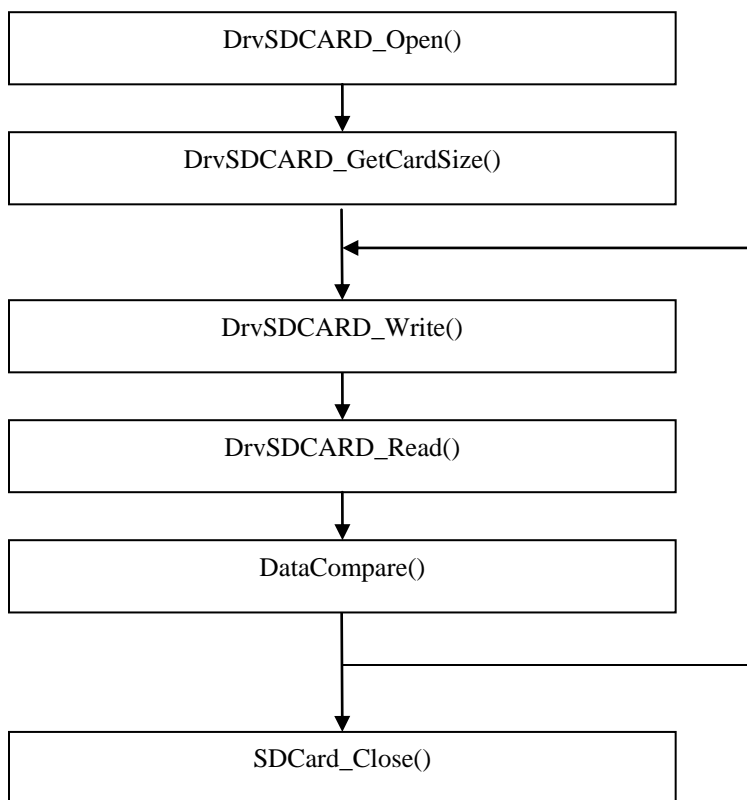 DrvSDCARD_Open()
DrvSDCARD_GetCardSize()
DrvSDCARD_Write()
DrvSDCARD_Read()
DataCompare()
SDCard_Close()